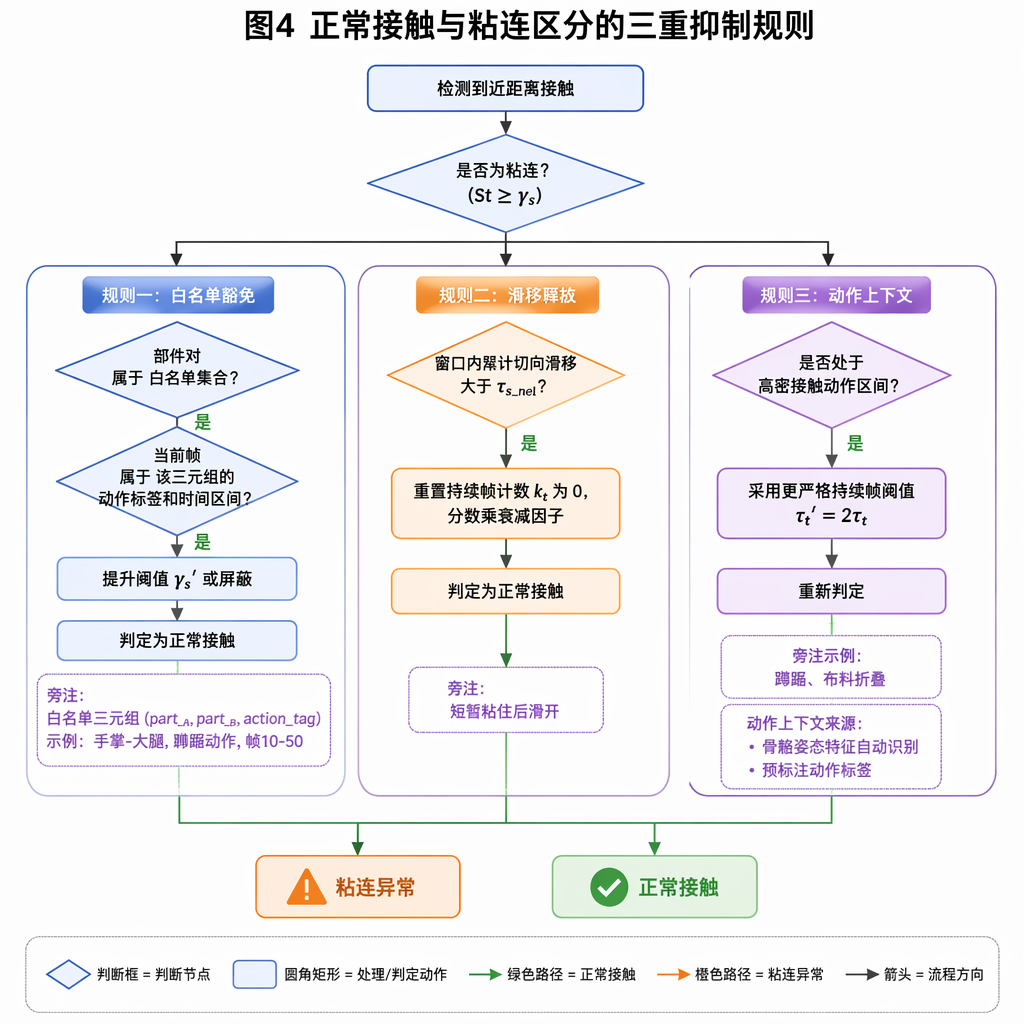 图4 正常接触与粘连区分的三重抑制规则
检测到近距离接触
是否为粘连？
(St ≥ γs)
规则一：白名单豁免
部件对
属于 白名单集合？
是
当前帧
属于 该三元组的
动作标签和时间区间？
是
提升阀值 γs′ 或屏蔽
判定为正常接触
旁注：
白名单三元组 (part_A, part_B, action_tag)
动作, 帧10-50
示例：手掌-大腿,
规则二：滑移
窗口内 计切向滑移
大于 τs_nel？
是
重置持续帧计数 kt 为 0，
分数乘衰减因子
判定为正常接触
旁注：
短暂粘住后滑开
规则三：动作上下文
是否处于
高密接触动作区间？
是
采用更严格持续帧阀值
τt′ = 2τt
重新判定
旁注示例：
、布料折叠
动作上下文来源：
• 骨骼姿态特征自动识别
• 预标注动作标签
粘连异常
正常接触
判断框 = 判断节点
圆角矩形 = 处理/判定动作
绿色路径 = 正常接触
橙色路径 = 粘连异常
箭头 = 流程方向